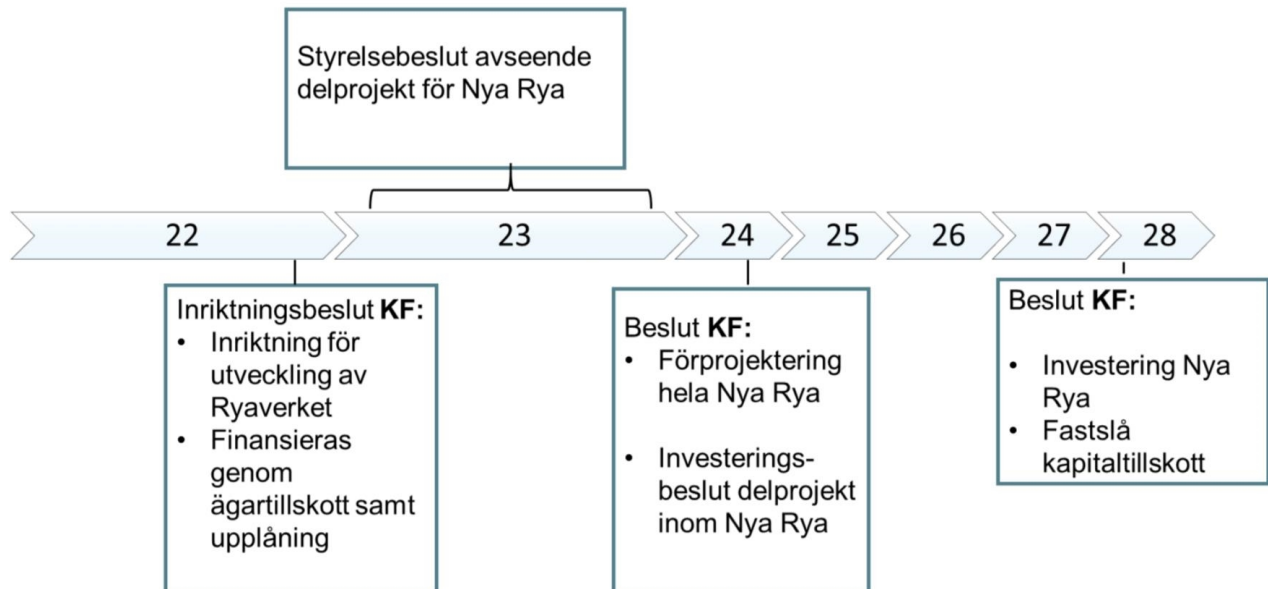 Styrelsebeslut avseende
delprojekt för Nya Rya
22
23
24
25
26
27
28
Inriktningsbeslut KF:
• Inriktning för
utveckling av
Ryaverket
• Finansieras
genom
ägartillskott samt
upplåning
Beslut KF:
• Förprojektering
hela Nya Rya
• Investerings-
beslut delprojekt
inom Nya Rya
Beslut KF:
• Investering Nya
Rya
• Fastslå
kapitaltillskott